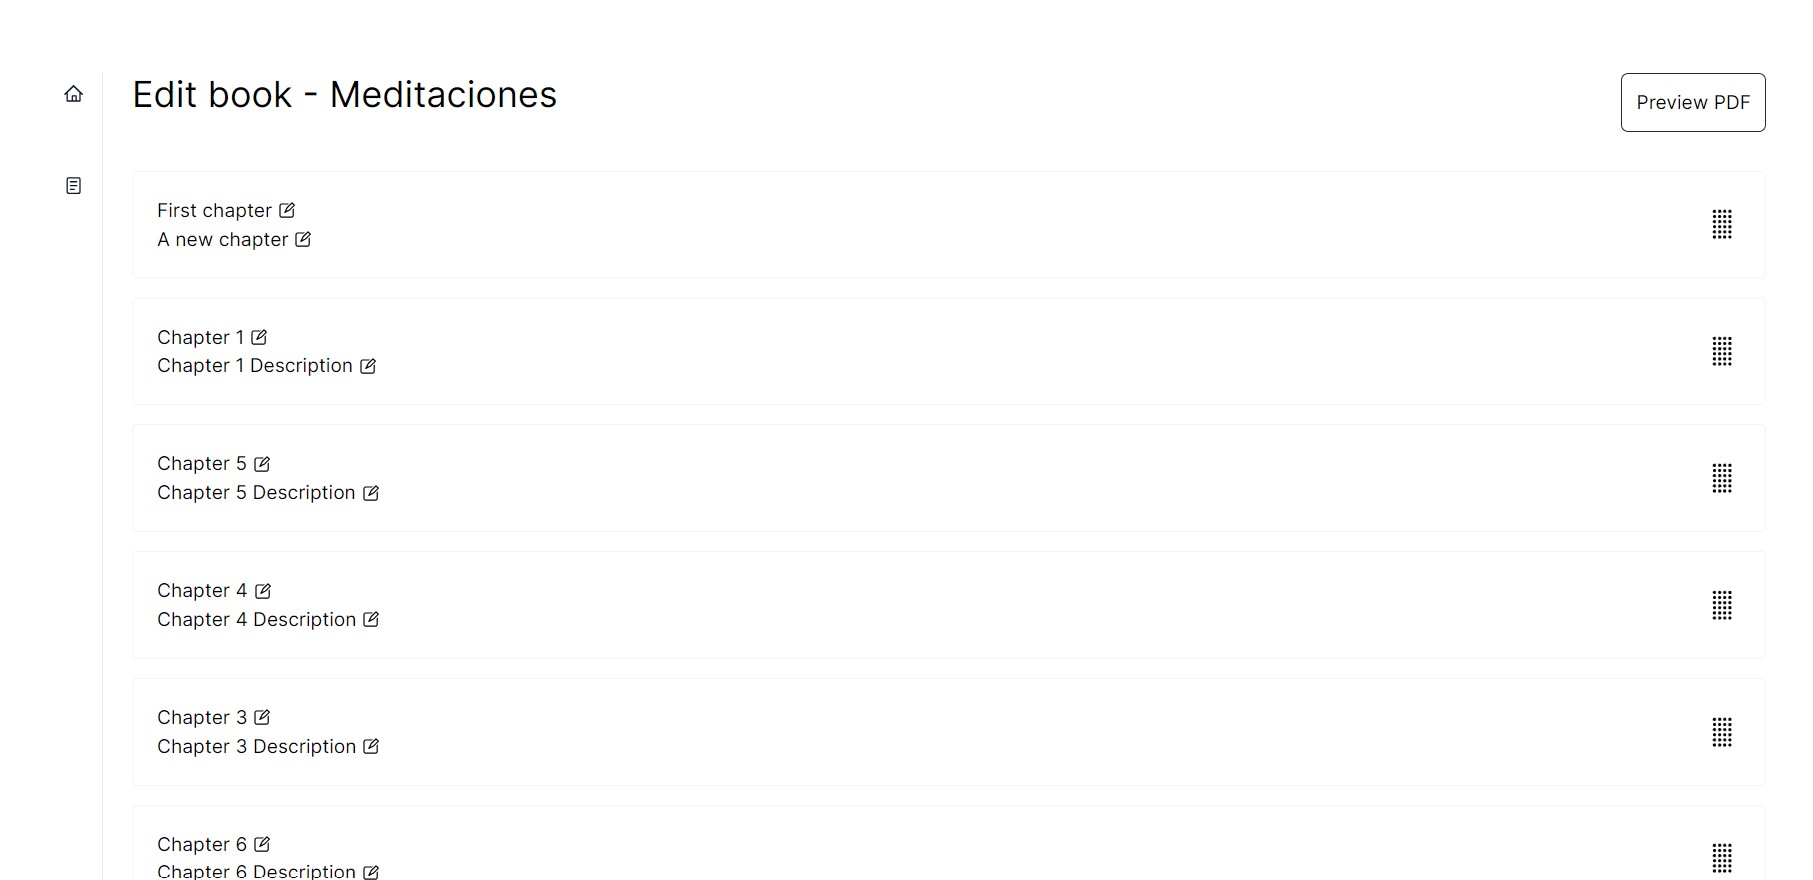 Edit book - Meditaciones
Preview PDF
First chapter
A new chapter
Chapter 1
Chapter 1 Description
Chapter 5
Chapter 5 Description
Chapter 4
Chapter 4 Description
Chapter 3
Chapter 3 Description
Chapter 6
Chapter 6 Description